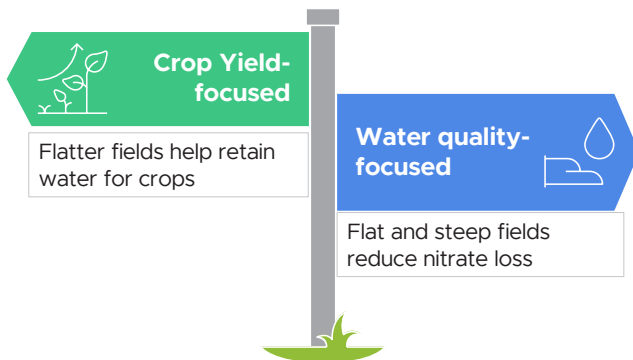 Crop Yield-
focused
Flatter fields help retain
water for crops
Water quality-
focused
Flat and steep fields
reduce nitrate loss